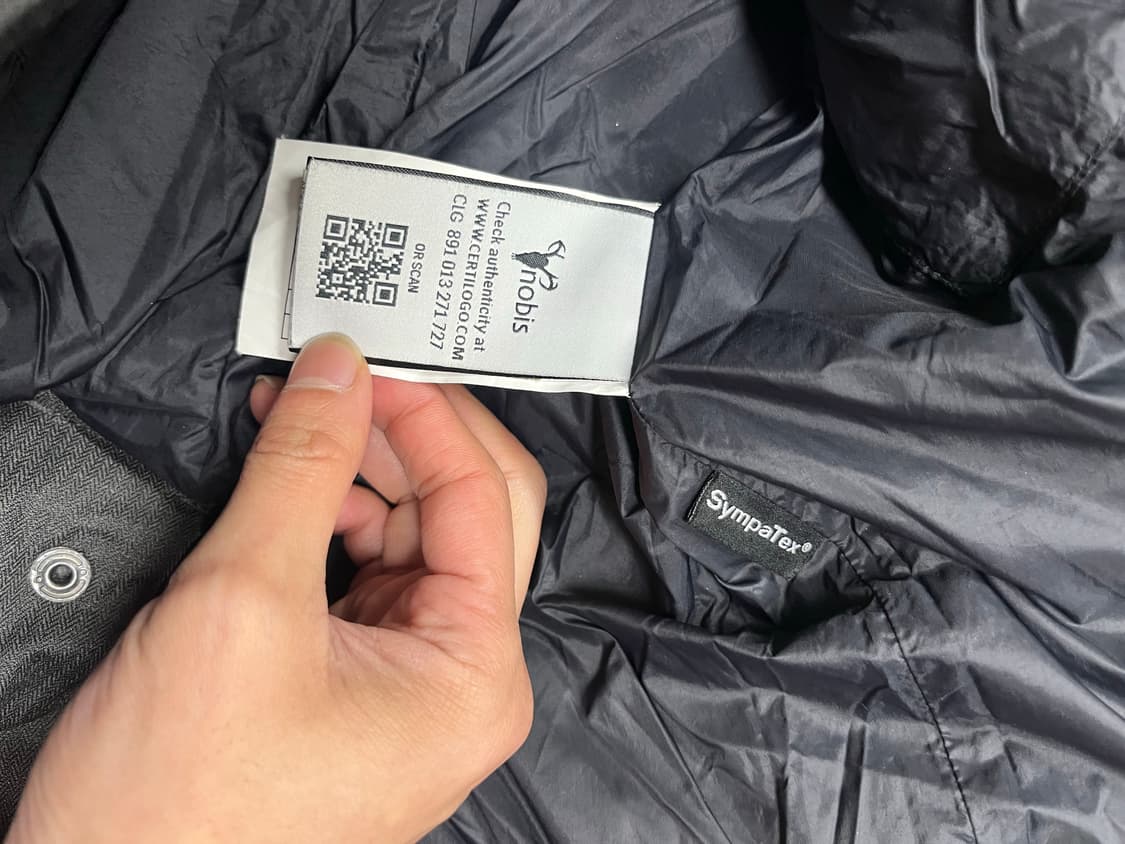 nobis
Check authenticity at
WWW.CERTILOGO.COM
CLG 891 013 271 727
OR SCAN
SympaTex®